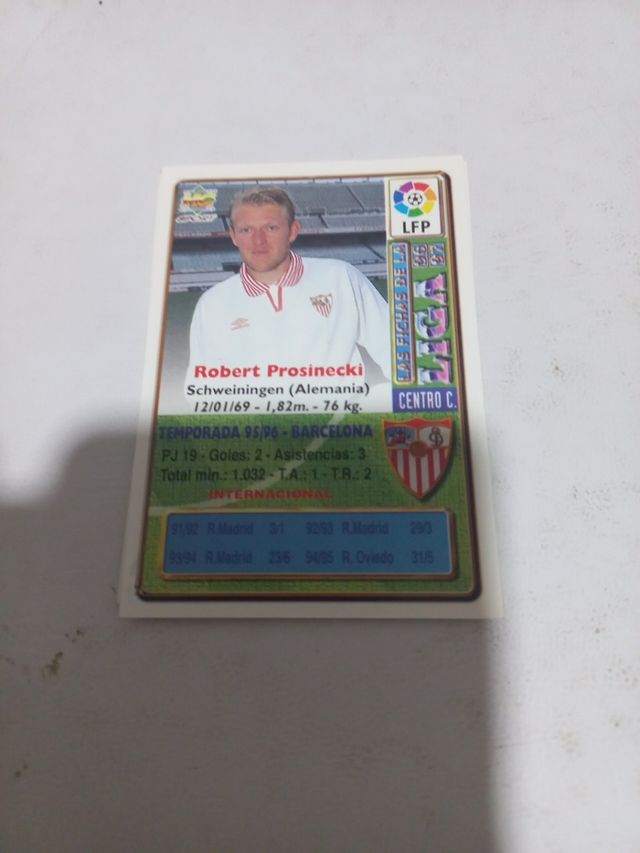 LFP
LAS FICHAS DE LA
LIGA
96
97
Robert Prosinecki
Schweiningen (Alemania)
12/01/69 - 1,82m. - 76 kg.
CENTRO C.
TEMPORADA 95/96 - BARCELONA
PJ 19 - Goles: 2 - Asistencias: 3
Total min.: 1.032 - T.A.: 1 - T.R.: 2
INTERNACIONAL
91/92 R.Madrid 3/1 92/93 R.Madrid 29/3
93/94 R.Madrid 23/6 94/95 R. Oviedo 31/5